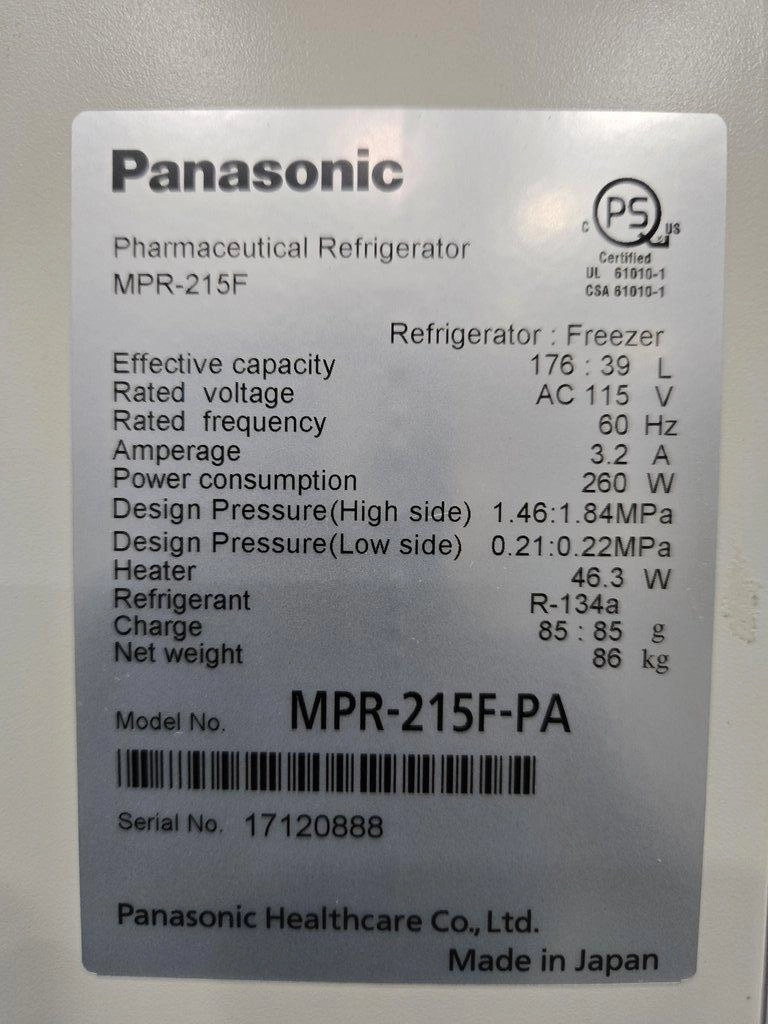 Panasonic
PS
C US
Certified
UL 61010-1
CSA 61010-1
Pharmaceutical Refrigerator
MPR-215F
Refrigerator : Freezer
Effective capacity 176 : 39 L
Rated voltage AC 115 V
Rated frequency 60 Hz
Amperage 3.2 A
Power consumption 260 W
Design Pressure(High side) 1.46:1.84MPa
Design Pressure(Low side) 0.21:0.22MPa
Heater 46.3 W
Refrigerant R-134a
Charge 85 : 85 g
Net weight 86 kg
Model No. MPR-215F-PA
Serial No. 17120888
Panasonic Healthcare Co., Ltd.
Made in Japan